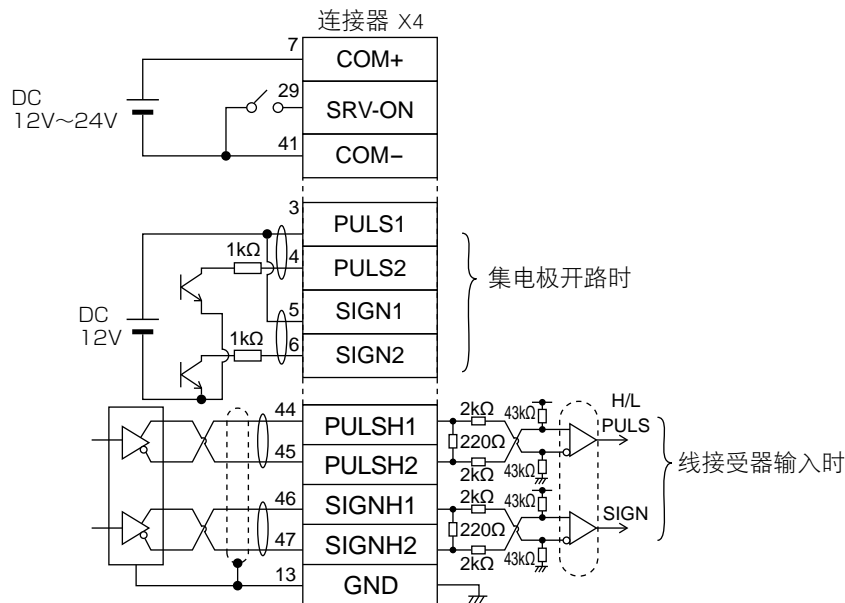 连接器 X4
7
COM+
DC
12V～24V
29
SRV-ON
41
COM−
3
PULS1
1kΩ
4
PULS2
集电极开路时
5
SIGN1
DC
12V
1kΩ
6
SIGN2
44
PULSH1
2kΩ
43kΩ
H/L
PULS
220Ω
45
PULSH2
2kΩ
43kΩ
线接受器输入时
46
SIGNH1
2kΩ
43kΩ
SIGN
220Ω
47
SIGNH2
2kΩ
43kΩ
13
GND